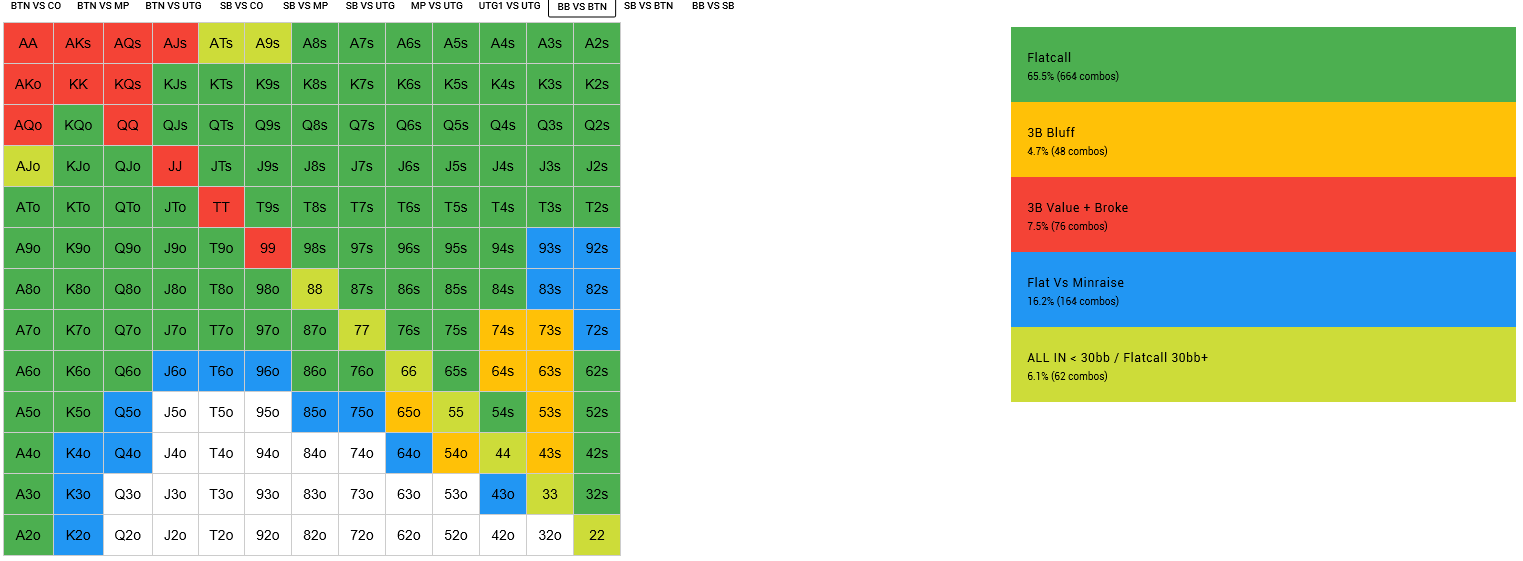 BTN VS CO BTN VS MP BTN VS UTG SB VS CO SB VS MP SB VS UTG MP VS UTG UTG1 VS UTG BB VS BTN SB VS BTN BB VS SB
AA AKs AQs AJs ATs A9s A8s A7s A6s A5s A4s A3s A2s
AKo KK KQs KJs KTs K9s K8s K7s K6s K5s K4s K3s K2s
AQo KQo QQ QJs QTs Q9s Q8s Q7s Q6s Q5s Q4s Q3s Q2s
AJo KJo QJo JJ JTs J9s J8s J7s J6s J5s J4s J3s J2s
ATo KTo QTo JTo TT T9s T8s T7s T6s T5s T4s T3s T2s
A9o K9o Q9o J9o T9o 99 98s 97s 96s 95s 94s 93s 92s
A8o K8o Q8o J8o T8o 98o 88 87s 86s 85s 84s 83s 82s
A7o K7o Q7o J7o T7o 97o 87o 77 76s 75s 74s 73s 72s
A6o K6o Q6o J6o T6o 96o 86o 76o 66 65s 64s 63s 62s
A5o K5o Q5o J5o T5o 95o 85o 75o 65o 55 54s 53s 52s
A4o K4o Q4o J4o T4o 94o 84o 74o 64o 54o 44 43s 42s
A3o K3o Q3o J3o T3o 93o 83o 73o 63o 53o 43o 33 32s
A2o K2o Q2o J2o T2o 92o 82o 72o 62o 52o 42o 32o 22
Flatcall
65.5% (664 combos)
3B Bluff
4.7% (48 combos)
3B Value + Broke
7.5% (76 combos)
Flat Vs Minraise
16.2% (164 combos)
ALL IN < 30bb / Flatcall 30bb+
6.1% (62 combos)